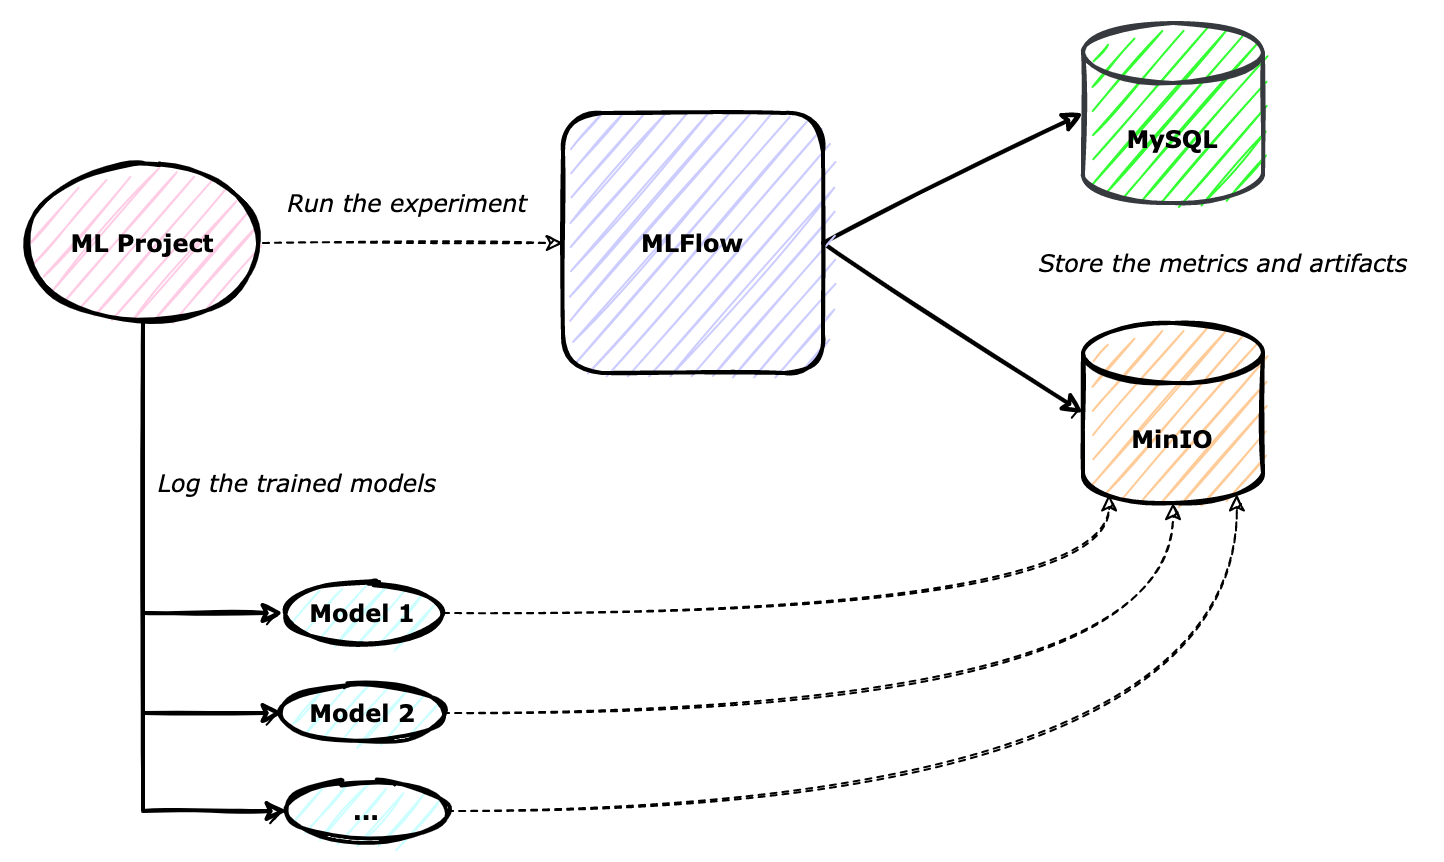 MySQL
Run the experiment
ML Project
MLFlow
Store the metrics and artifacts
MinIO
Log the trained models
Model 1
Model 2
...